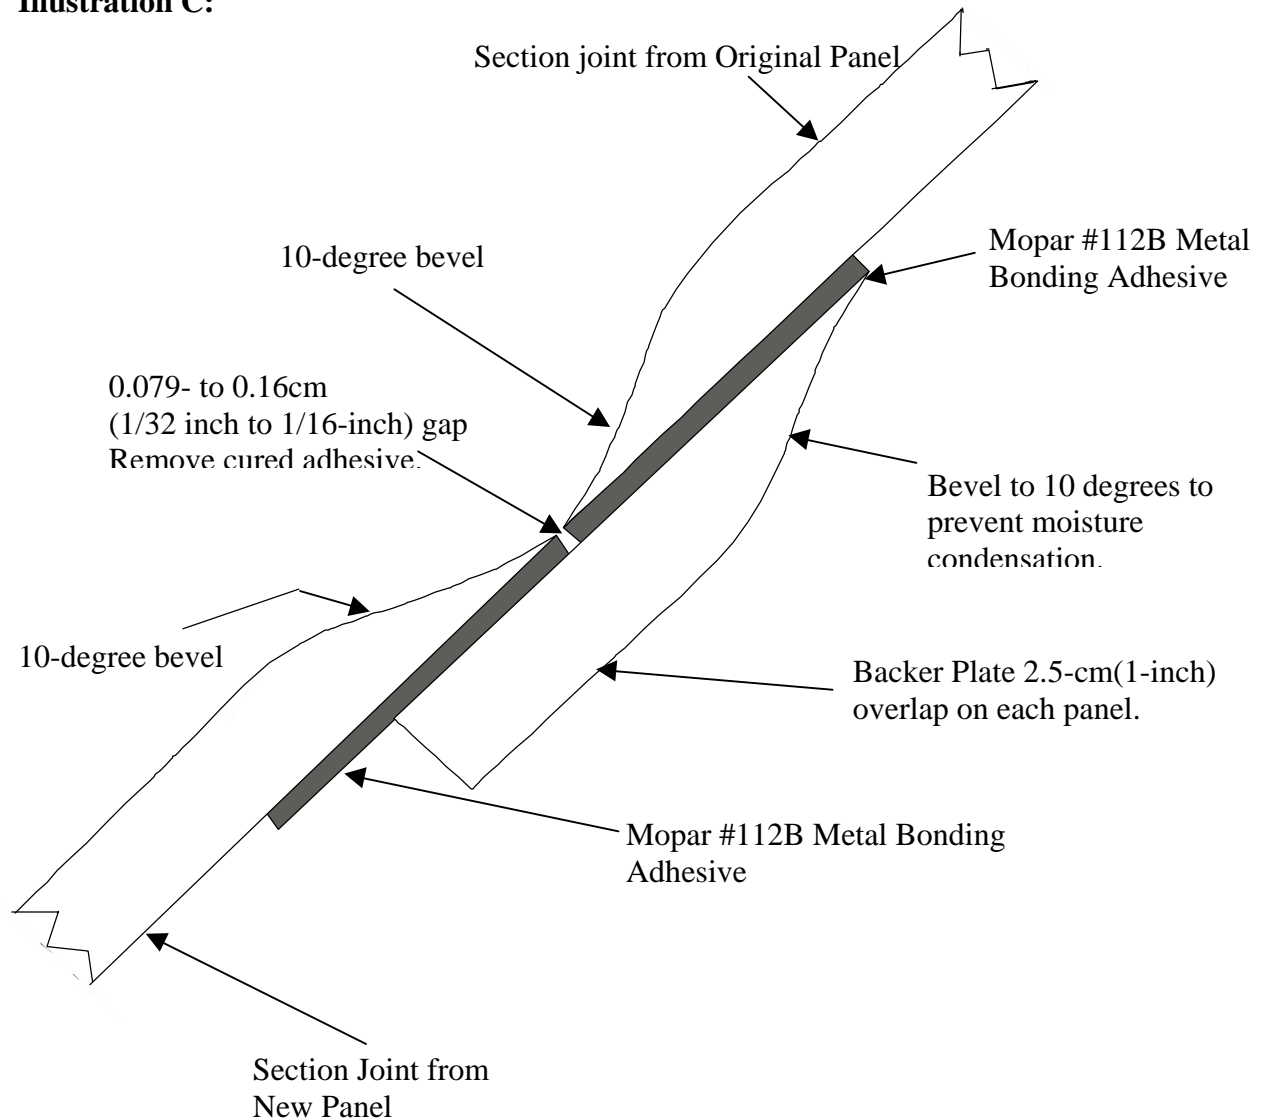 Illustration C:
Section joint from Original Panel
Mopar #112B Metal
Bonding Adhesive
10-degree bevel
0.079- to 0.16cm
(1/32 inch to 1/16-inch) gap
Remove cured adhesive.
Bevel to 10 degrees to
prevent moisture
condensation.
10-degree bevel
Backer Plate 2.5-cm(1-inch)
overlap on each panel.
Mopar #112B Metal Bonding
Adhesive
Section Joint from
New Panel